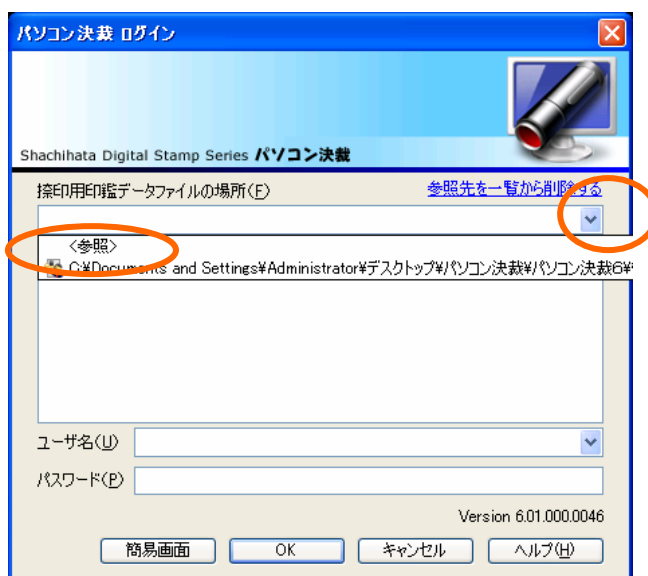 パソコン決裁 ログイン
Shachihata Digital Stamp Series パソコン決裁
捺印用印鑑データファイルの場所(F) 参照先を一覧から削除する
<参照>
C:¥Documents and Settings¥Administrator¥デスクトップ¥パソコン決裁¥パソコン決裁6¥
ユーザ名(U)
パスワード(P)
Version 6.01.000.0046
簡易画面 OK キャンセル ヘルプ(H)